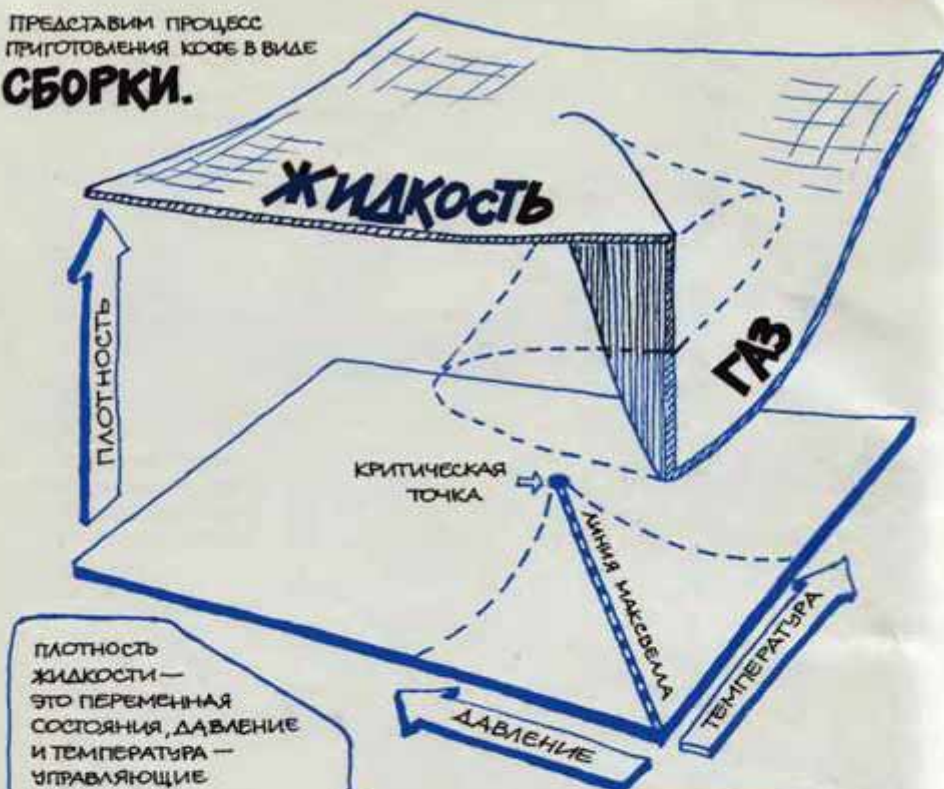 ПРЕДСТАВИМ ПРОЦЕСС
ПРИГОТОВЛЕНИЯ КОФЕ В ВИДЕ
СБОРКИ.
ЖИДКОСТЬ
ГАЗ
ПЛОТНОСТЬ
КРИТИЧЕСКАЯ
ТОЧКА
ЛИНИЯ МАКСВЕЛЛА
ТЕМПЕРАТУРА
ДАВЛЕНИЕ
ПЛОТНОСТЬ
ЖИДКОСТИ —
ЭТО ПЕРЕМЕННАЯ
СОСТОЯНИЯ, ДАВЛЕНИЕ
И ТЕМПЕРАТУРА —
УПРАВЛЯЮЩИЕ